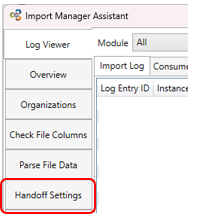 Import Manager Assistant
Log Viewer
Module All
Import Log Consume
Log Entry ID Instance
Overview
Organizations
Check File Columns
Parse File Data
Handoff Settings